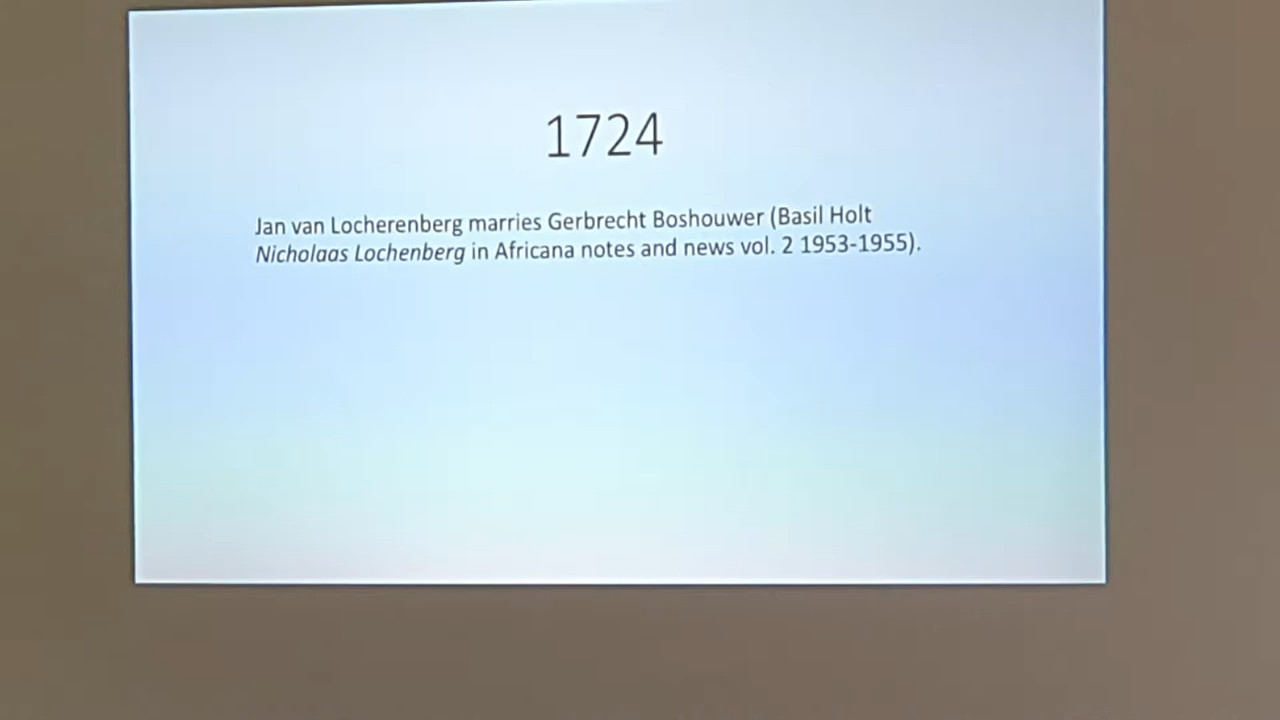 1724
Jan van Locherenberg marries Gerbrecht Boshouwer (Basil Holt
Nicholaas Lochenberg in Africana notes and news vol. 2 1953-1955).